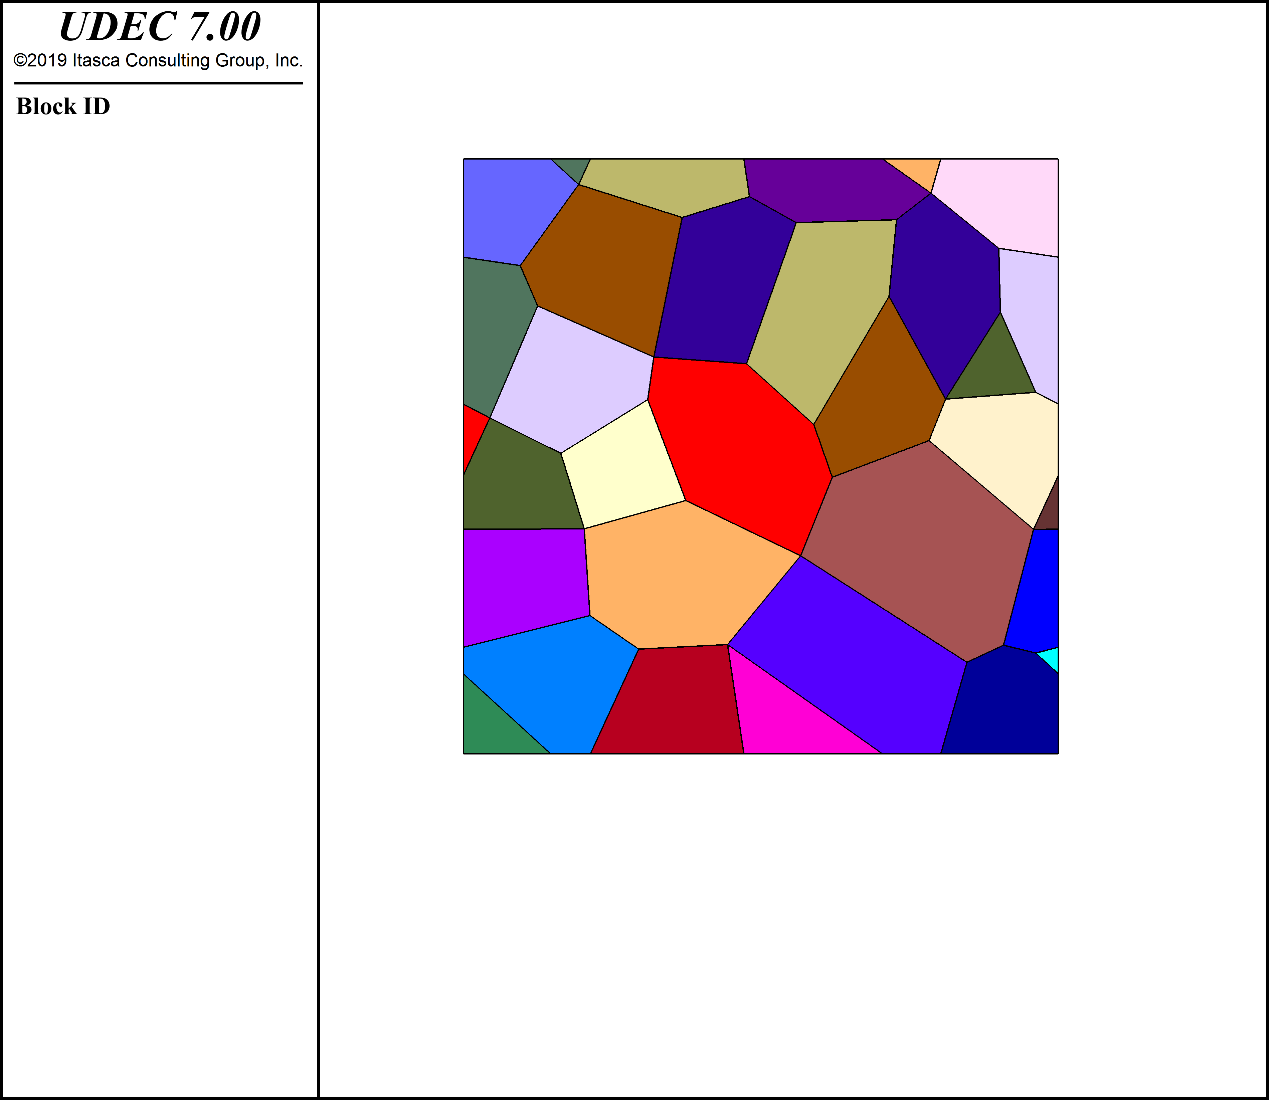 UDEC 7.00
©2019 Itasca Consulting Group, Inc.
Block ID